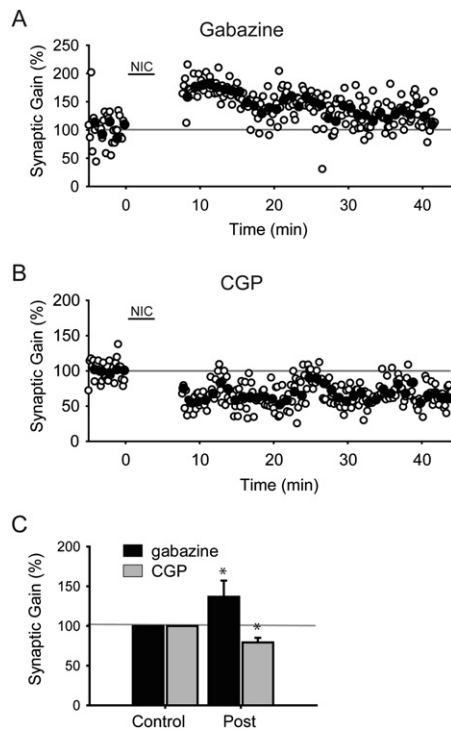 A
Gabazine
NIC
Synaptic Gain (%)
250
200
150
100
50
0
0 10 20 30 40
Time (min)
B
CGP
NIC
Synaptic Gain (%)
200
150
100
50
0
0 10 20 30 40
Time (min)
C
gabazine
CGP
Synaptic Gain (%)
200
150
100
50
0
* *
Control Post